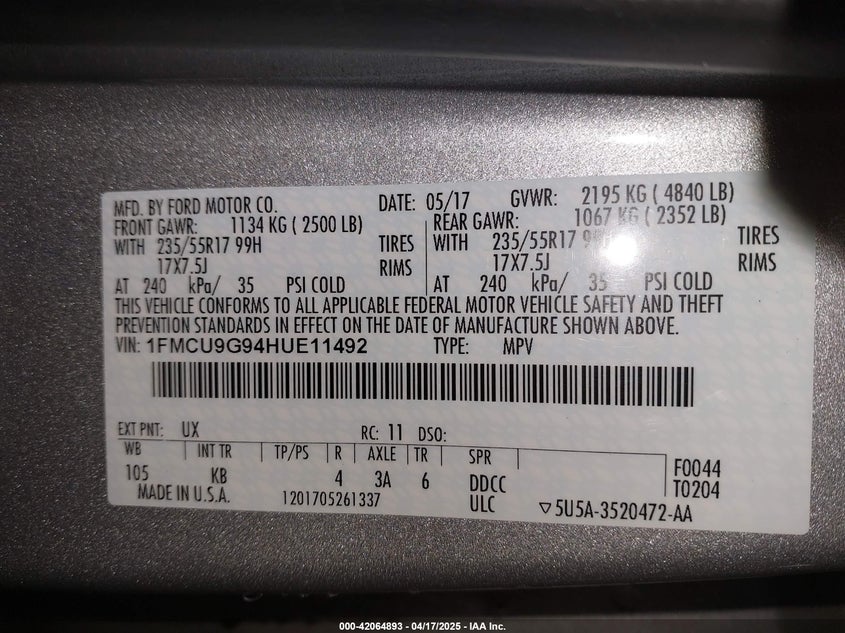 MFD. BY FORD MOTOR CO. DATE: 05/17 GVWR: 2195 KG ( 4840 LB)
FRONT GAWR: 1134 KG ( 2500 LB) REAR GAWR: 1067 KG ( 2352 LB)
WITH 235/55R17 99H TIRES WITH 235/55R17 TIRES
17X7.5J RIMS 17X7.5J RIMS
AT 240 kPa/ 35 PSI COLD AT 240 kPa/ 35 PSI COLD
THIS VEHICLE CONFORMS TO ALL APPLICABLE FEDERAL MOTOR VEHICLE SAFETY AND THEFT
PREVENTION STANDARDS IN EFFECT ON THE DATE OF MANUFACTURE SHOWN ABOVE.
VIN: 1FMCU9G94HUE11492 TYPE: MPV
EXT PNT: UX RC: 11 DSO:
WB INT TR TP/PS R AXLE TR SPR F0044
105 KB 4 3A 6 DDCC T0204
MADE IN U.S.A. 1201705261337 ULC ▽5U5A-3520472-AA
000-42064893 - 04/17/2025 - IAA Inc.